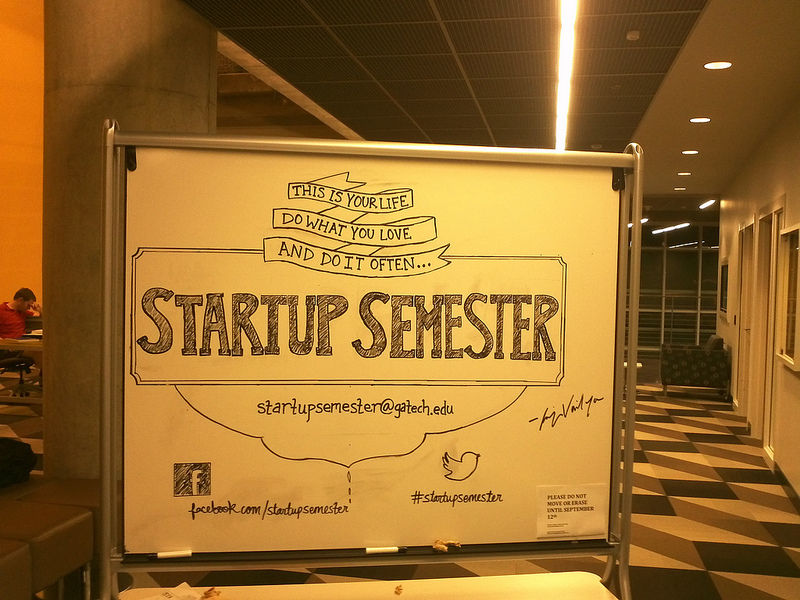 THIS IS YOUR LIFE
DO WHAT YOU LOVE
AND DO IT OFTEN...
STARTUP SEMESTER
startupsemester@gatech.edu
f
facebook.com/startupsemester
#startupsemester
PLEASE DO NOT
MOVE OR ERASE
UNTIL SEPTEMBER
12th